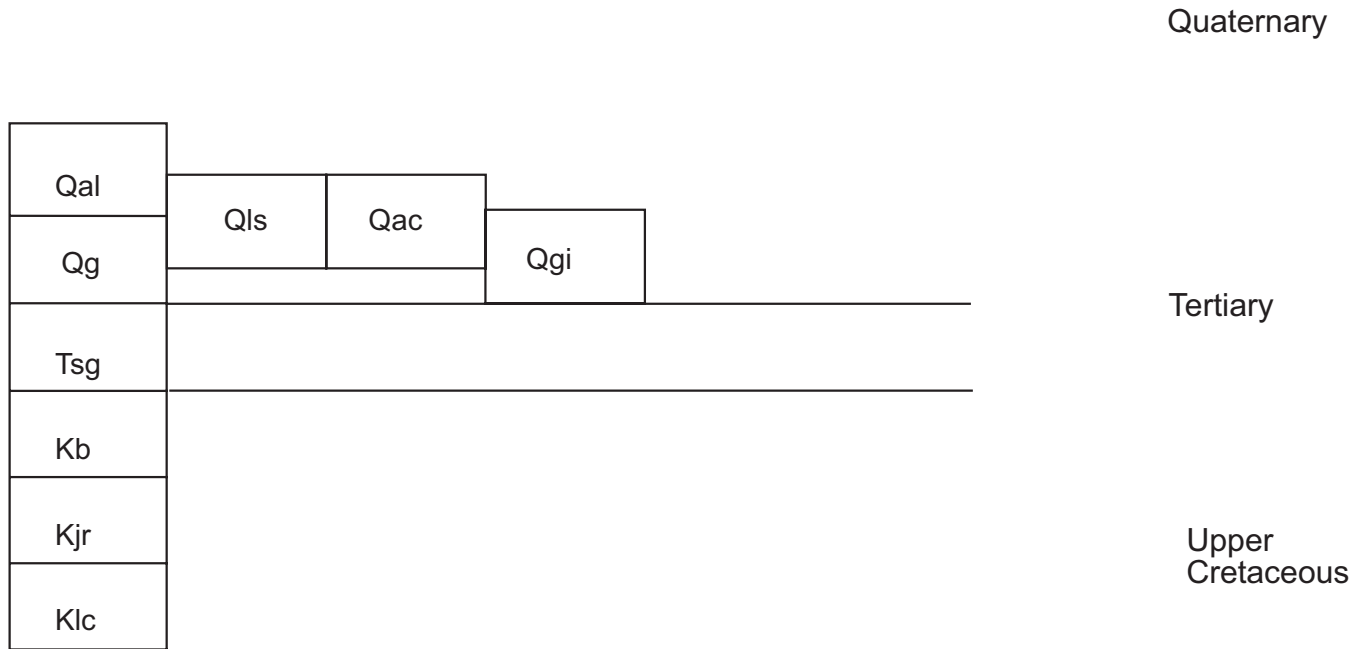 Quaternary
Qal
Qls
Qac
Qg
Qgi
Tertiary
Tsg
Kb
Kjr
Upper
Cretaceous
Klc